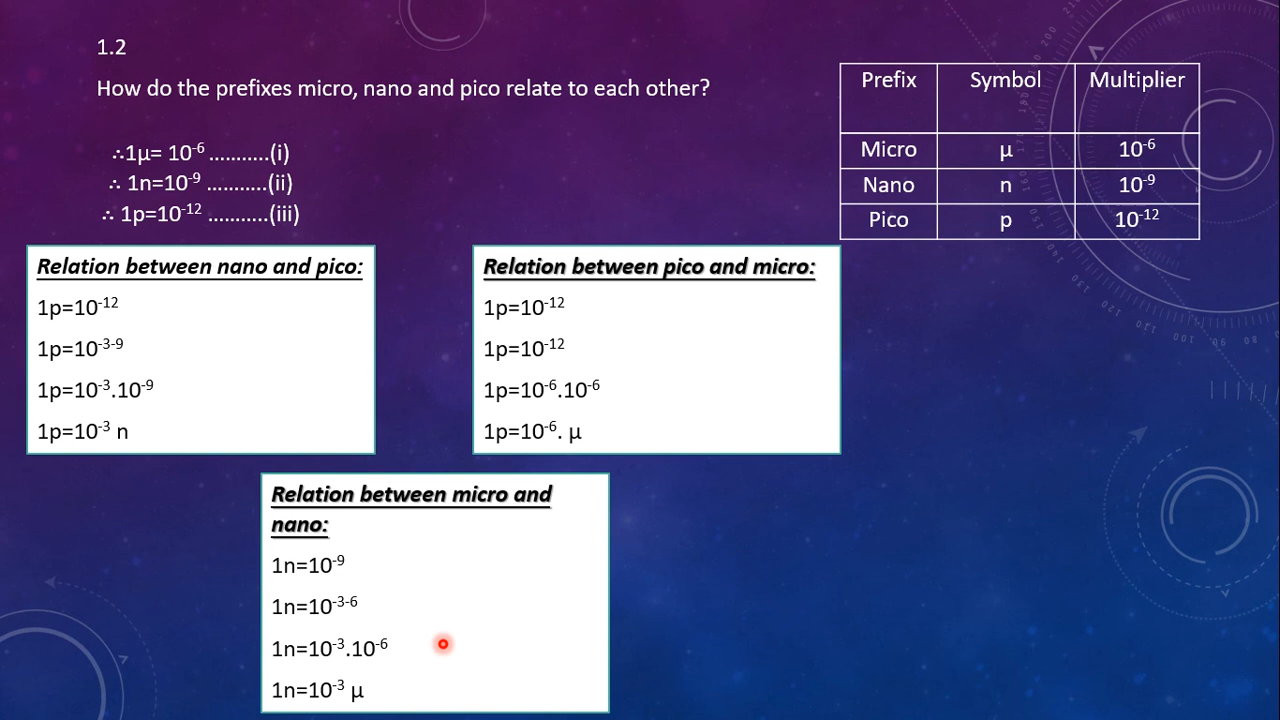 1.2
How do the prefixes micro, nano and pico relate to each other?
∴1μ= 10⁻⁶ ...........(i)
∴ 1n=10⁻⁹ ...........(ii)
∴ 1p=10⁻¹² ...........(iii)
Prefix Symbol Multiplier
Micro μ 10⁻⁶
Nano n 10⁻⁹
Pico p 10⁻¹²
Relation between nano and pico:
1p=10⁻¹²
1p=10⁻³⁻⁹
1p=10⁻³.10⁻⁹
1p=10⁻³ n
Relation between pico and micro:
1p=10⁻¹²
1p=10⁻¹²
1p=10⁻⁶.10⁻⁶
1p=10⁻⁶. μ
Relation between micro and
nano:
1n=10⁻⁹
1n=10⁻³⁻⁶
1n=10⁻³.10⁻⁶
1n=10⁻³ μ